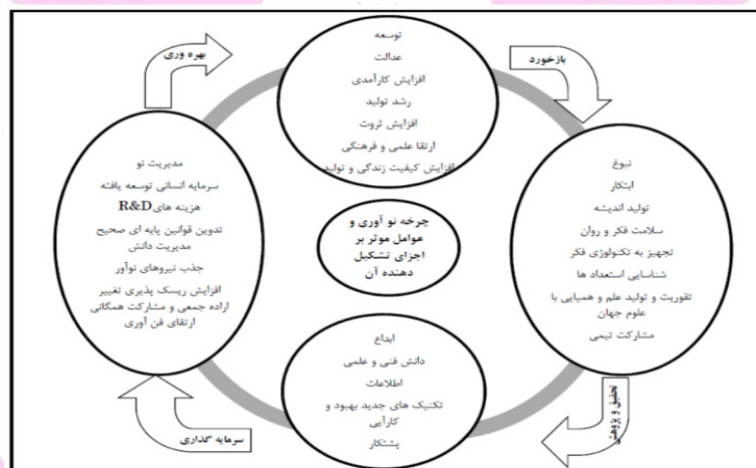 توسعه
عدالت
افزایش کارآمدی
رشد تولید
افزایش ثروت
ارتقا علمی و فرهنگی
افزایش کیفیت زندگی و تولید
بازخورد
نبوغ
ابتکار
تولید اندیشه
سلامت فکر و روان
تجهیز به تکنولوژی فکر
شناسایی استعداد ها
تقوریت و تولید علم و همپایی با
علوم جهان
مشارکت تیمی
تحقیق و پژوهش
ابداع
دانش فنی و علمی
اطلاعات
تکنیک های جدید بهبود و
کارآیی
پشتکار
سرمایه گذاری
مدیریت نو
سرمایه انسانی توسعه یافته
هزینه های R&D
تدوین قوانین پایه ای صحیح
مدیریت دانش
جذب نیروهای نوآور
افزایش ریسک پذیری تغییر
اراده جمعی و مشارکت همگانی
ارتقای فن آوری
بهره وری
چرخه نو آوری و
عوامل موثر بر
اجزای تشکیل
دهنده آن